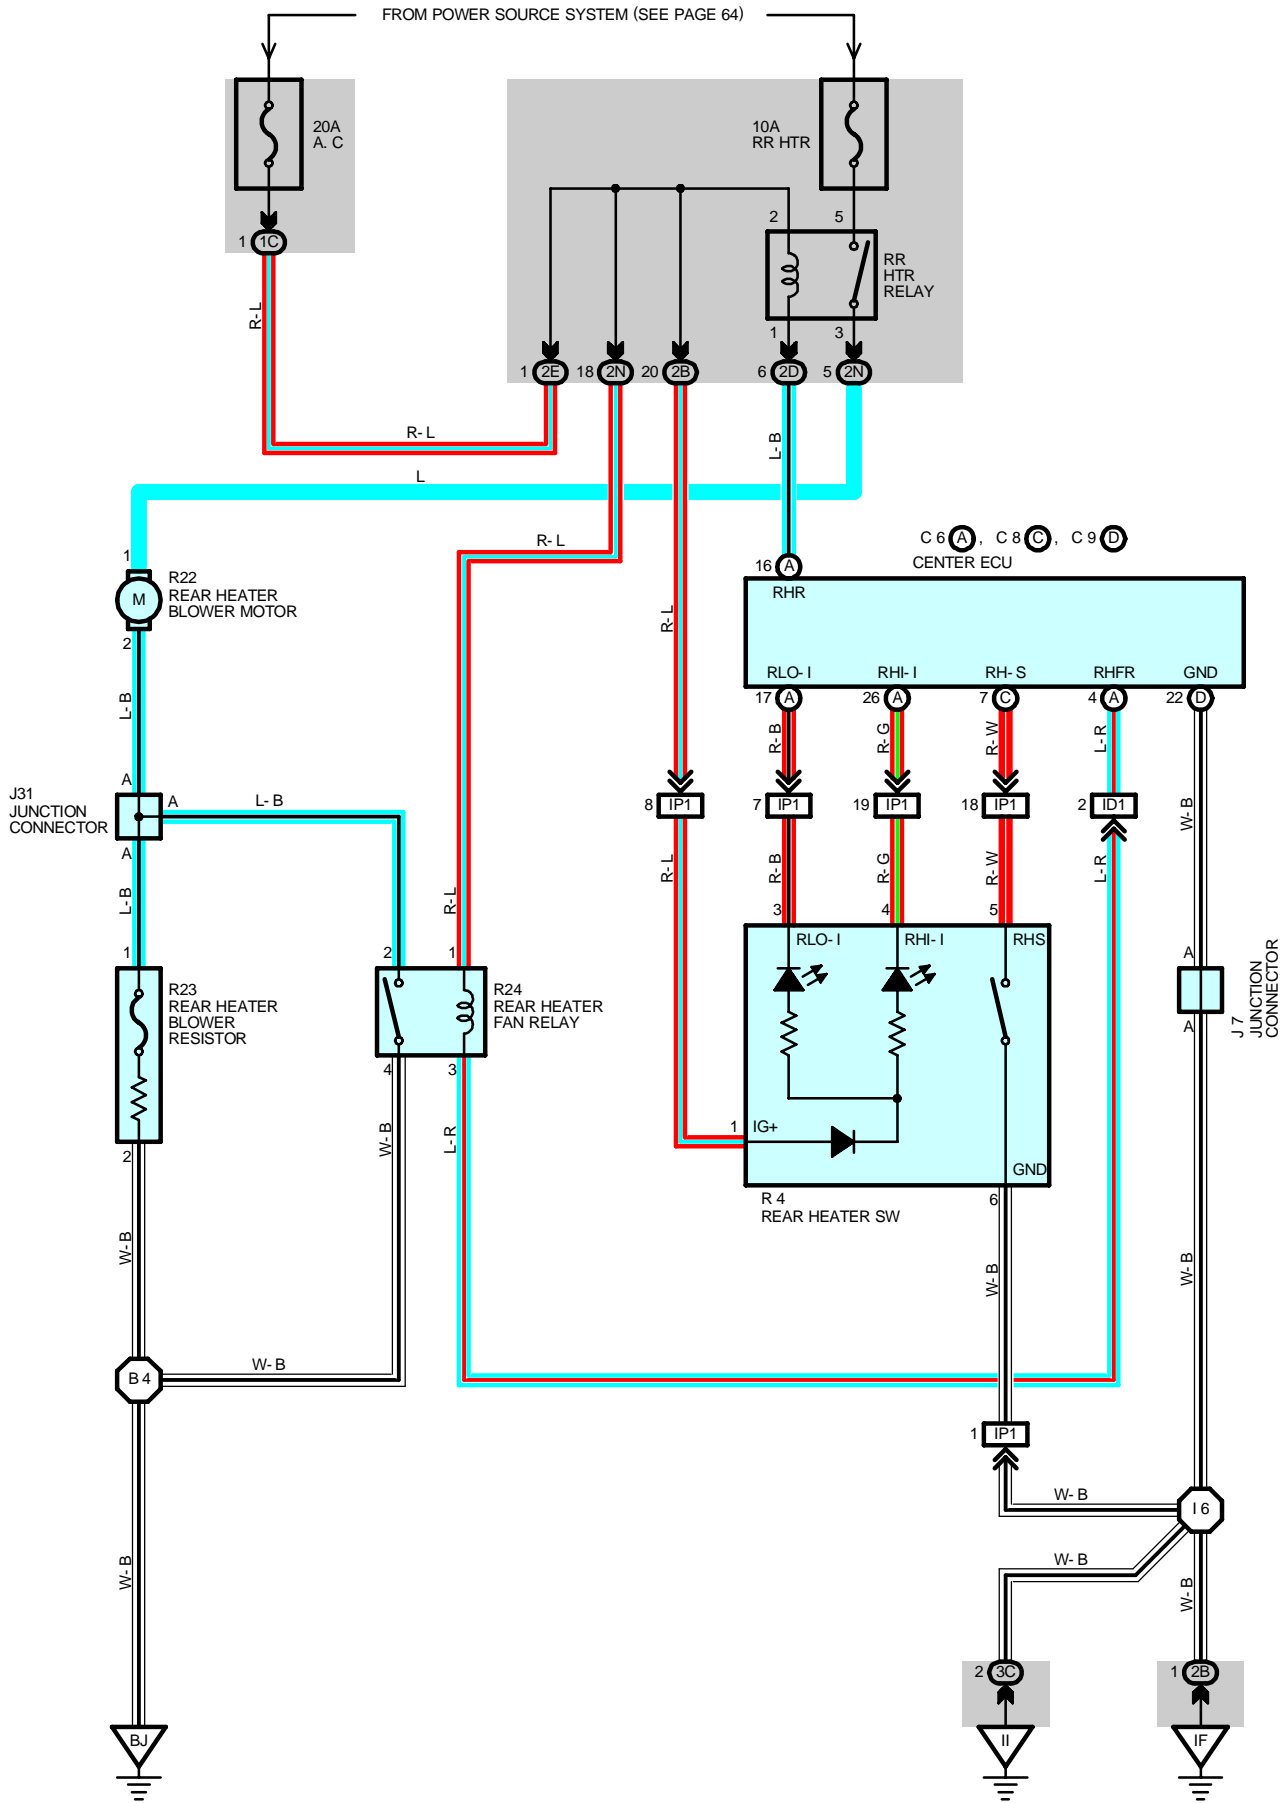 FROM POWER SOURCE SYSTEM (SEE PAGE 64)
20A
A. C
10A
RR HTR
2
5
1
1C
RR
HTR
RELAY
R- L
1
3
1
2E
18
2N
20
2B
6
2D
5
2N
R- L
L- B
L
R- L
C 6 A , C 8 C , C 9 D
CENTER ECU
1
16
A
RHR
R22
REAR HEATER
BLOWER MOTOR
M
2
R- L
RLO- I
RHI- I
RH- S
RHFR
GND
17
A
26
A
7
C
4
A
22
D
L- B
R- B
R- G
R- W
L- R
A
J31
JUNCTION
CONNECTOR
A
L- B
8
IP1
7
IP1
19
IP1
18
IP1
2
ID1
W- B
A
L- B
R- L
R- L
R- B
R- G
R- W
L- R
3
4
5
1
2
1
RLO- I
RHI- I
RHS
A
R23
REAR HEATER
BLOWER
RESISTOR
R24
REAR HEATER
FAN RELAY
J 7
JUNCTION
CONNECTOR
A
4
3
1
IG+
W- B
L- R
2
GND
R 4
REAR HEATER SW
6
W- B
W- B
W- B
W- B
B 4
1
IP1
W- B
I 6
W- B
W- B
W- B
2
3C
1
2B
BJ
II
IF